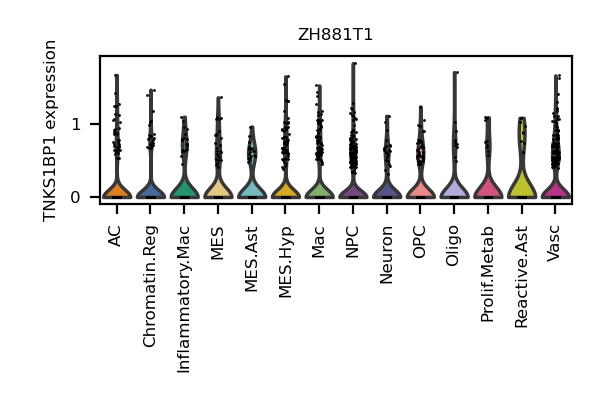 ZH881T1
TNKS1BP1 expression
1
0
AC
Chromatin.Reg
Inflammatory.Mac
MES
MES.Ast
MES.Hyp
Mac
NPC
Neuron
OPC
Oligo
Prolif.Metab
Reactive.Ast
Vasc